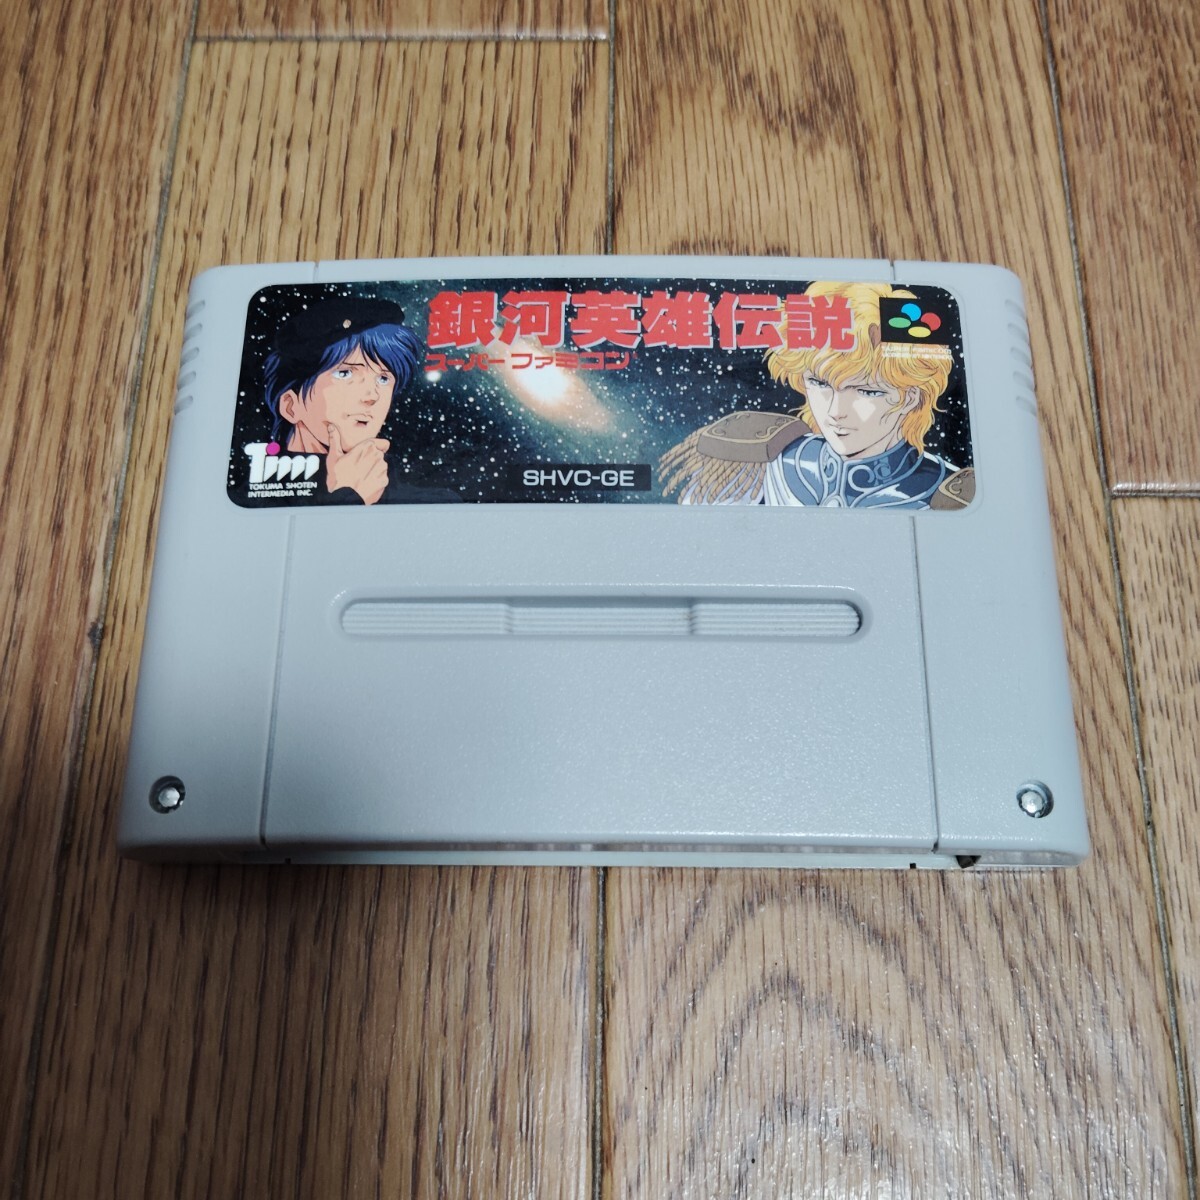 銀河英雄伝説
スーパーファミコン
Tim
TOKUMA SHOTEN
INTERMEDIA INC.
SHVC-GE